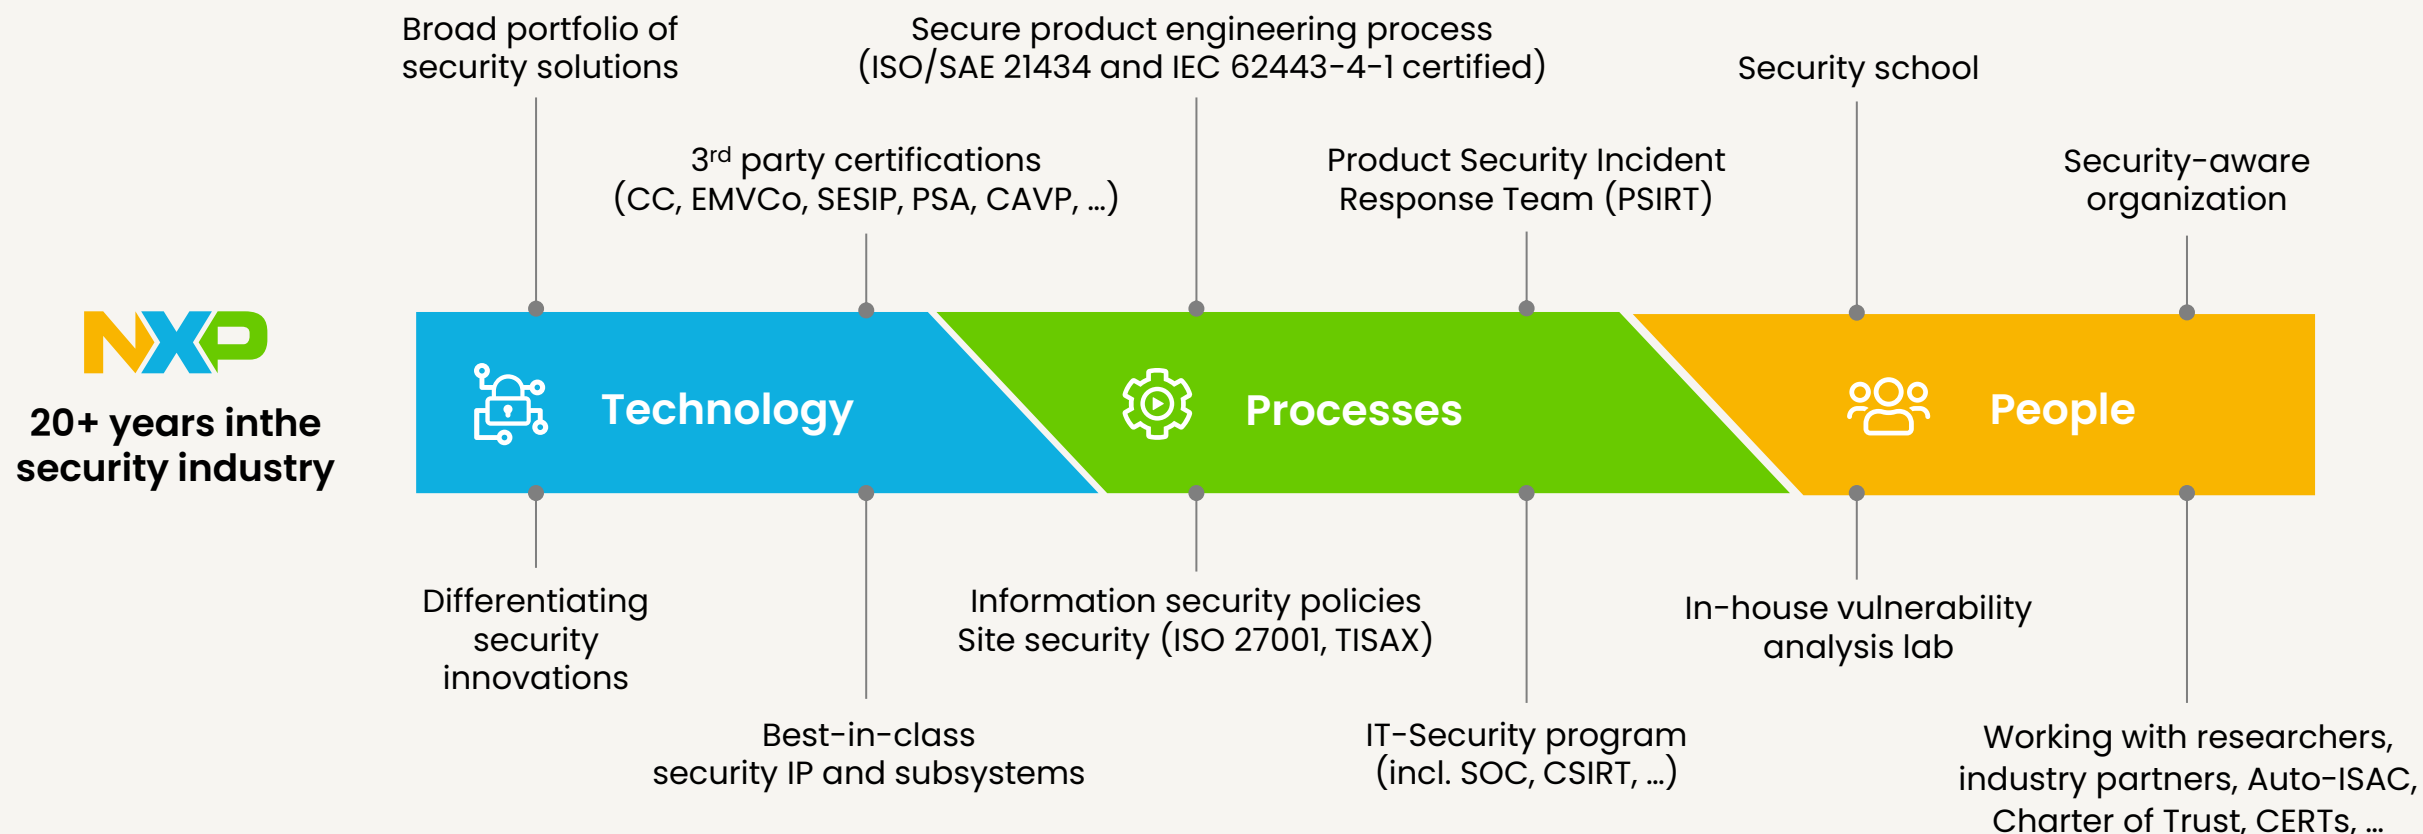 Broad portfolio of
security solutions
Secure product engineering process
(ISO/SAE 21434 and IEC 62443-4-1 certified)
Security school
3rd party certifications
(CC, EMVCo, SESIP, PSA, CAVP, …)
Product Security Incident
Response Team (PSIRT)
Security-aware
organization
NXP
20+ years inthe
security industry
Technology
Processes
People
Differentiating
security
innovations
Information security policies
Site security (ISO 27001, TISAX)
In-house vulnerability
analysis lab
Best-in-class
security IP and subsystems
IT-Security program
(incl. SOC, CSIRT, …)
Working with researchers,
industry partners, Auto-ISAC,
Charter of Trust, CERTs, …